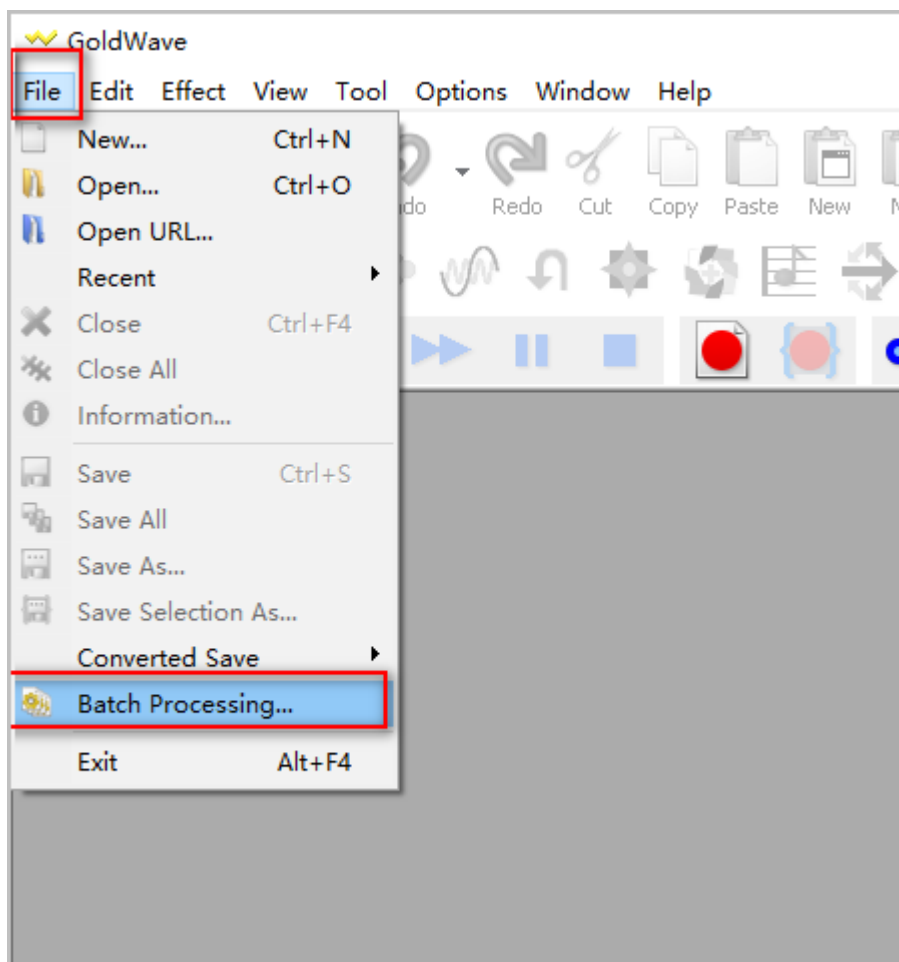 GoldWave
File Edit Effect View Tool Options Window Help
New... Ctrl+N
Open... Ctrl+O
Open URL...
Recent
Close Ctrl+F4
Close All
Information...
Save Ctrl+S
Save All
Save As...
Save Selection As...
Converted Save
Batch Processing...
Exit Alt+F4
Redo Cut Copy Paste New